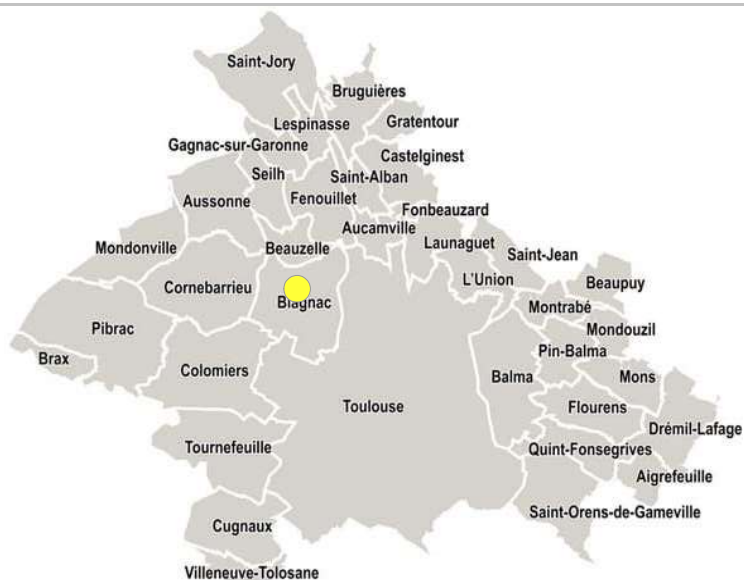 Saint-Jory
Bruguières
Lespinasse
Gratentour
Gagnac-sur-Garonne
Castelginest
Seilh
Saint-Alban
Aussonne
Fenouillet
Fonbeauzard
Aucamville
Launaguet
Mondonville
Beauzelle
Saint-Jean
L'Union
Beaupuy
Cornebarrieu
Blagnac
Montrabé
Pibrac
Mondouzil
Pin-Balma
Brax
Colomiers
Balma
Mons
Toulouse
Flourens
Drémil-Lafage
Tournefeuille
Quint-Fonsegrives
Aigrefeuille
Saint-Orens-de-Gameville
Cugnaux
Villeneuve-Tolosane